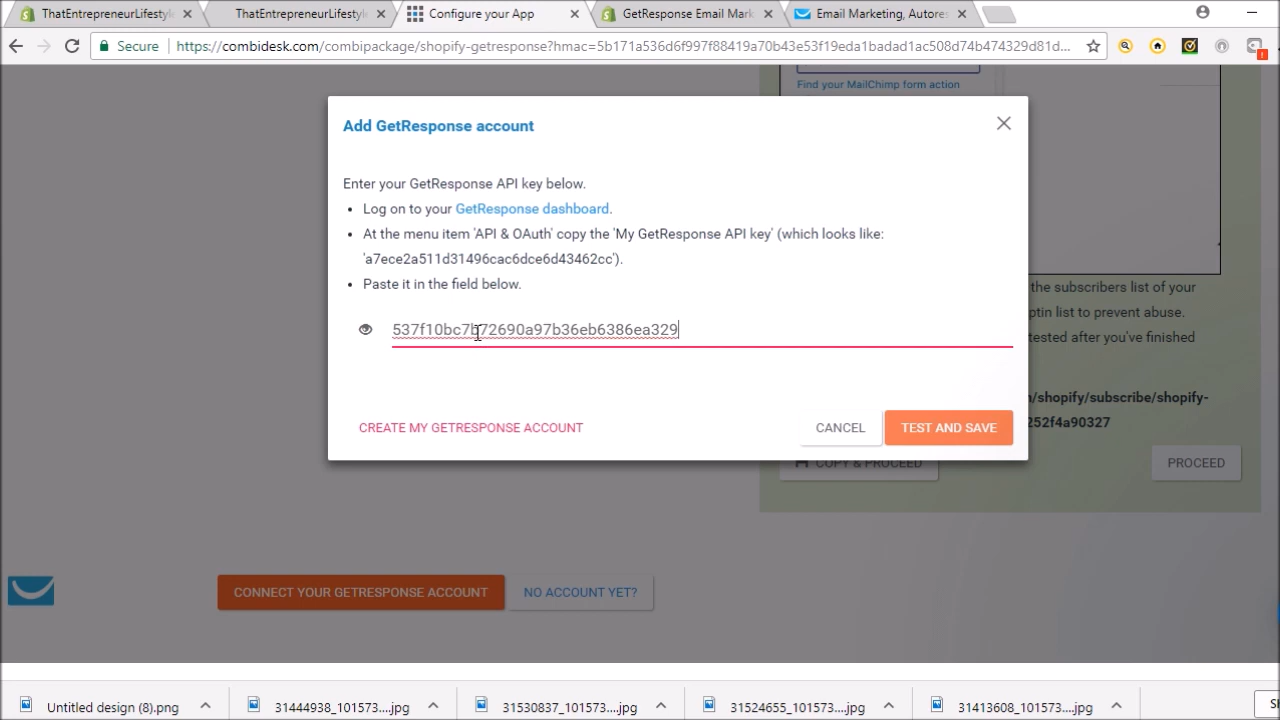 ThatEntrepreneurLifestyl
ThatEntrepreneurLifestyl
Configure your App
GetResponse Email Mark
Email Marketing, Autores
Secure
https://combidesk.com/combipackage/shopify-getresponse?hmac=5b171a536d6f997f88419a70b43e53f19eda1badad1ac508d74b474329d81d...
Find your MailChimp form action
Add GetResponse account
Enter your GetResponse API key below.
• Log on to your GetResponse dashboard.
• At the menu item 'API & OAuth' copy the 'My GetResponse API key' (which looks like:
'a7ece2a511d31496cac6dce6d43462cc').
• Paste it in the field below.
the subscribers list of your
ptin list to prevent abuse.
tested after you've finished
537f10bc7b72690a97b36eb6386ea329
n/shopify/subscribe/shopify-
252f4a90327
CREATE MY GETRESPONSE ACCOUNT
CANCEL
TEST AND SAVE
COPY & PROCEED
PROCEED
CONNECT YOUR GETRESPONSE ACCOUNT
NO ACCOUNT YET?
Untitled design (8).png
31444938_101573....jpg
31530837_101573....jpg
31524655_101573....jpg
31413608_101573....jpg
S